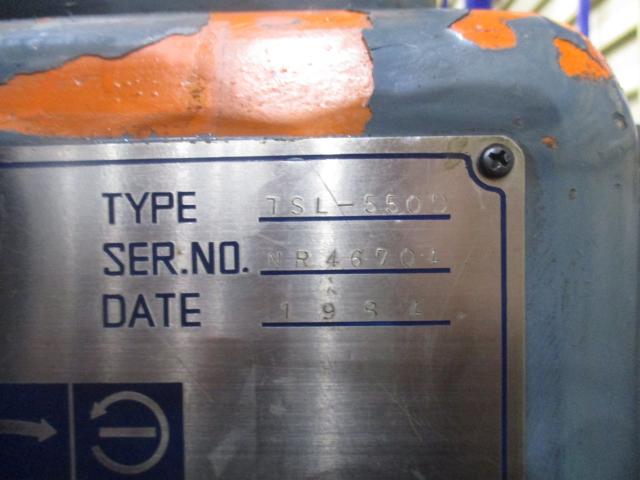 TYPE TSL-550D
SER.NO. NR46704
DATE 1984